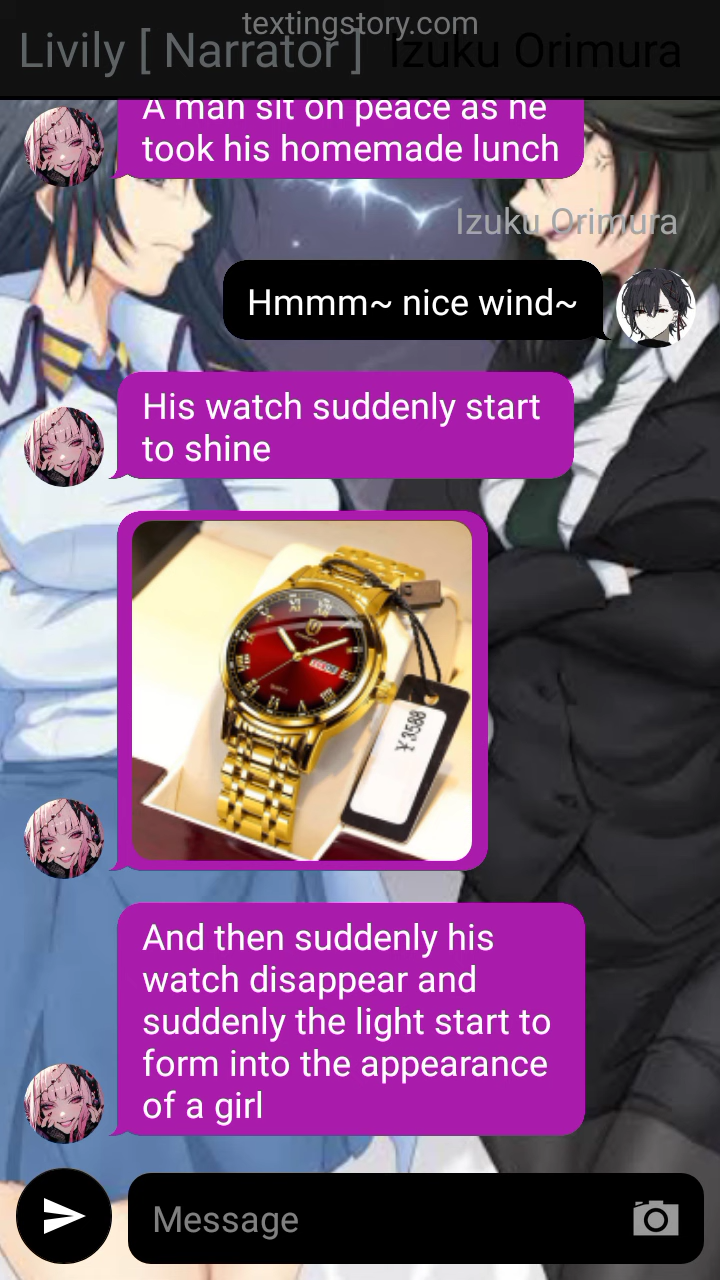 textingstory.com
Livily [ Narrator ] Izuku Orimura
A man sit on peace as he
took his homemade lunch
Izuku Orimura
Hmmm~ nice wind~
His watch suddenly start
to shine
QUARTZ
¥3588
And then suddenly his
watch disappear and
suddenly the light start to
form into the appearance
of a girl
Message